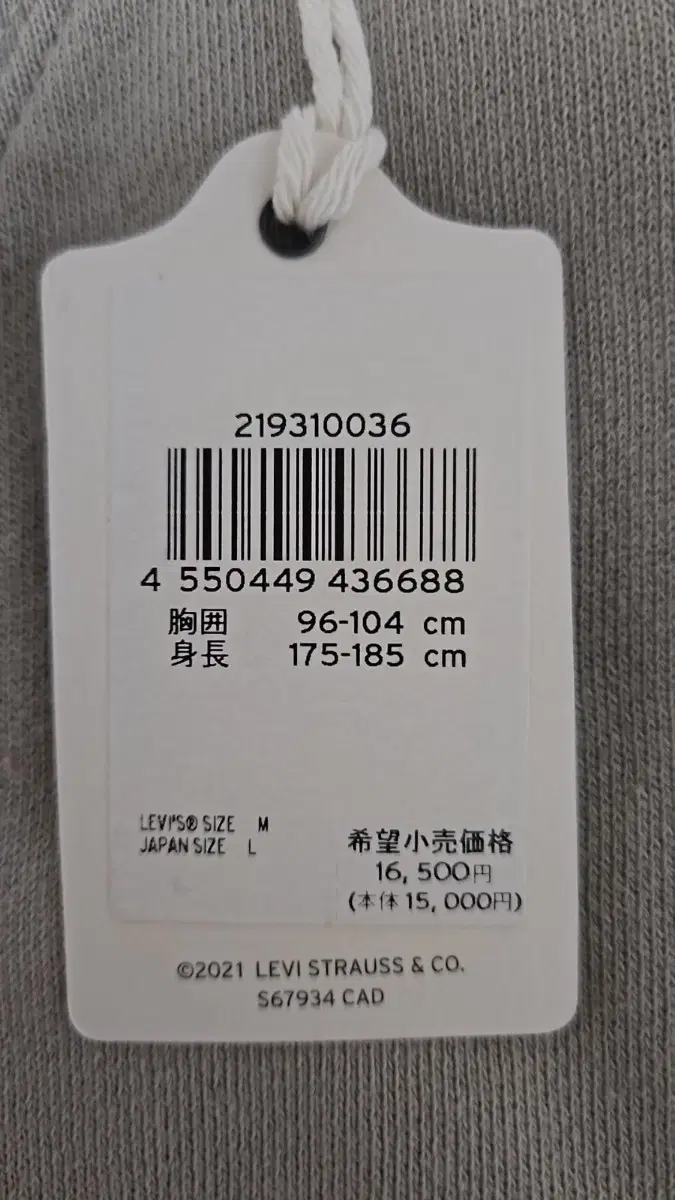 219310036
4 550449 436688
胸囲 96-104 cm
身長 175-185 cm
LEVI'S® SIZE M
JAPAN SIZE L
希望小売価格
16,500円
(本体 15,000円)
©2021 LEVI STRAUSS & CO.
S67934 CAD